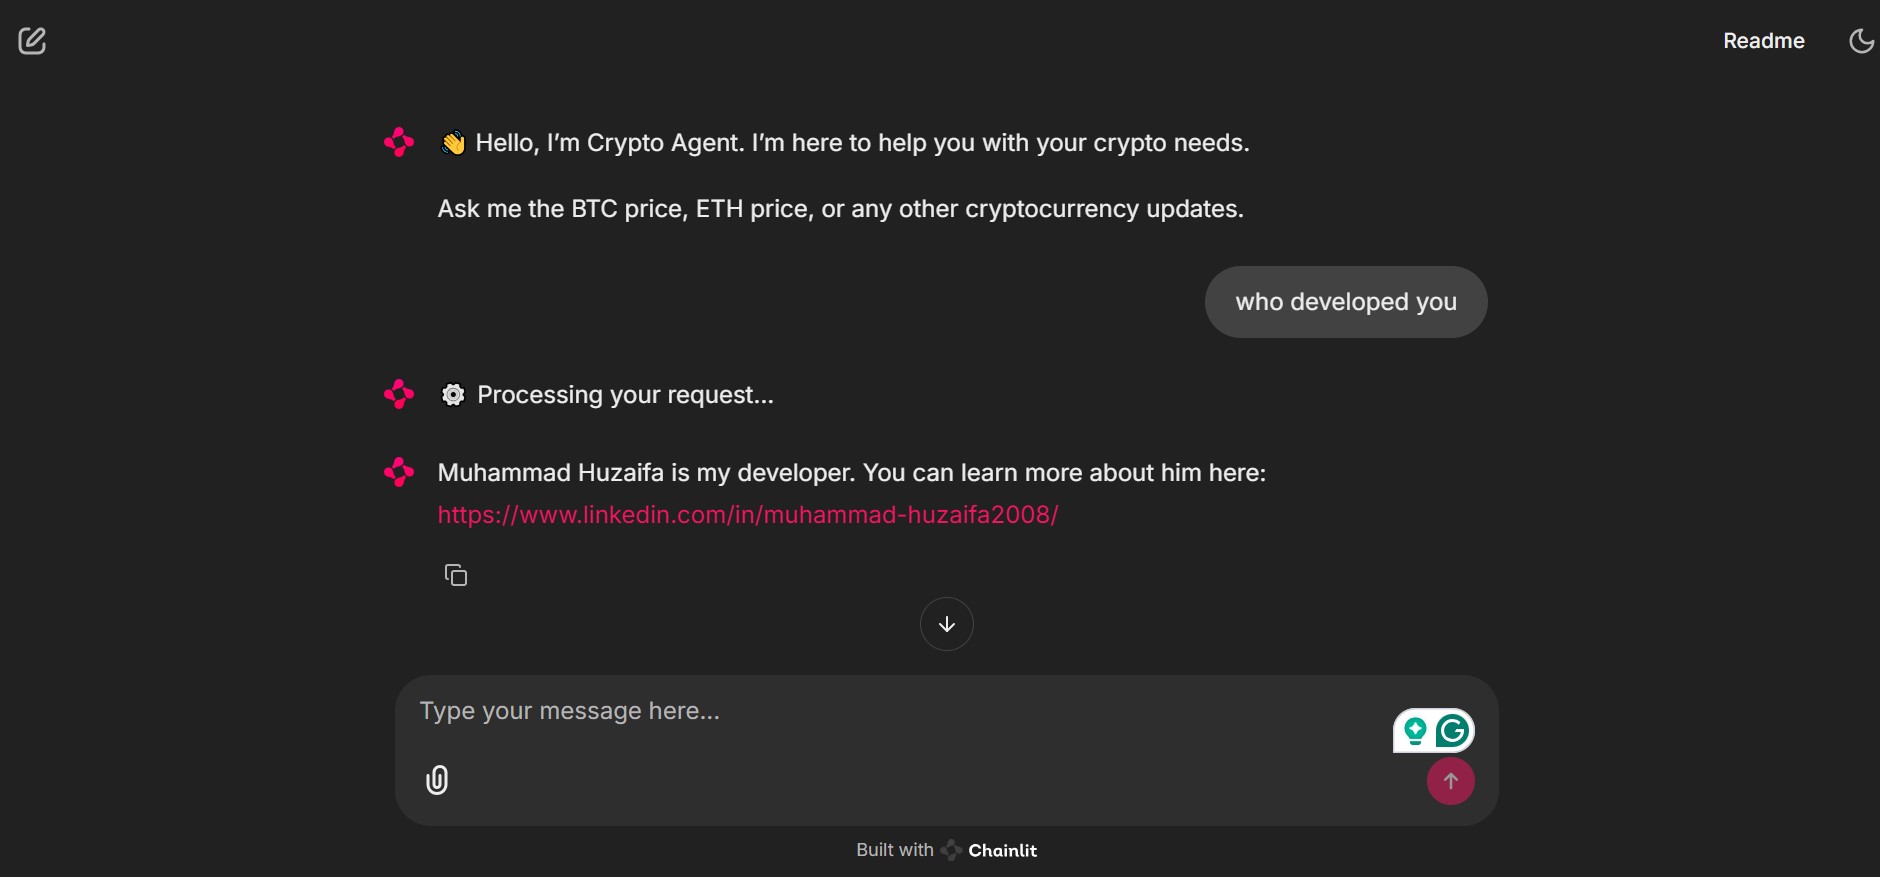 Readme
👋 Hello, I’m Crypto Agent. I’m here to help you with your crypto needs.
Ask me the BTC price, ETH price, or any other cryptocurrency updates.
who developed you
⚙️ Processing your request...
Muhammad Huzaifa is my developer. You can learn more about him here:
https://www.linkedin.com/in/muhammad-huzaifa2008/
Type your message here...
Built with Chainlit